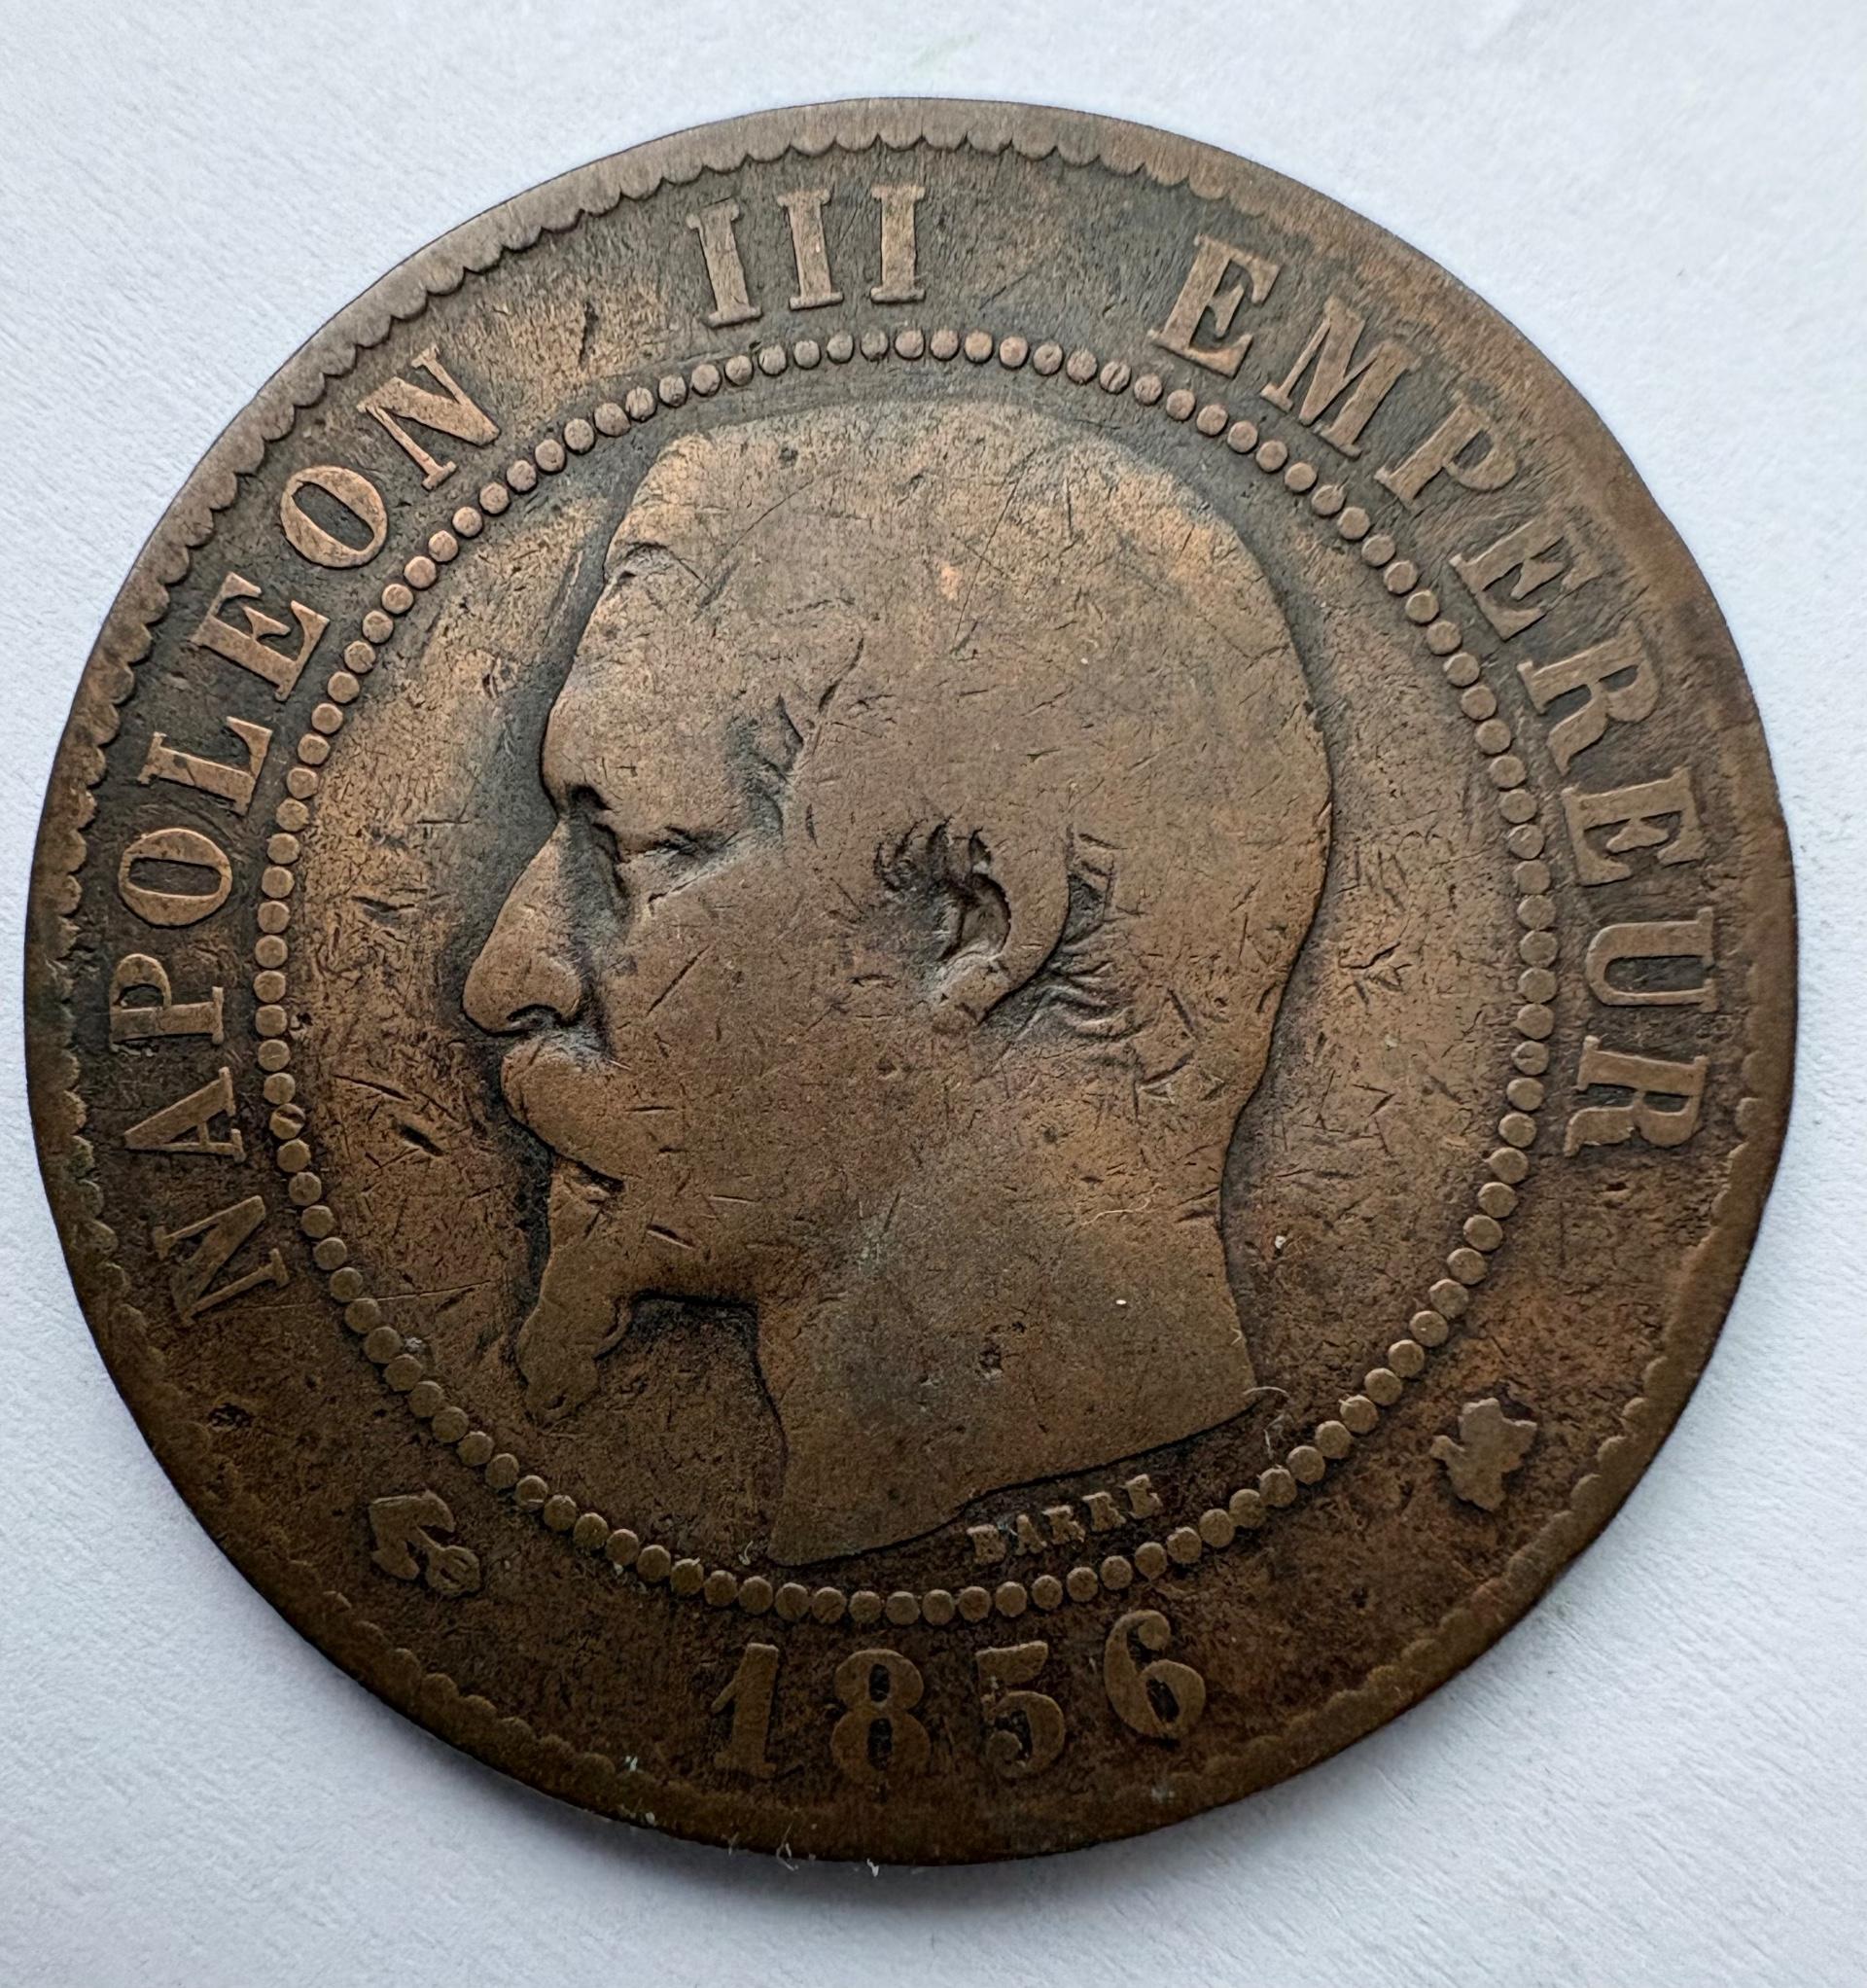 NAPOLEON III EMPEREUR
BARRE
1856